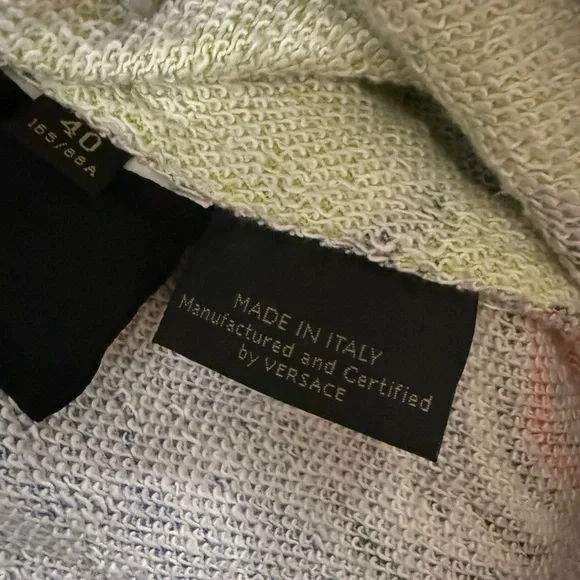 40
165/88A
MADE IN ITALY
Manufactured and Certified
by VERSACE